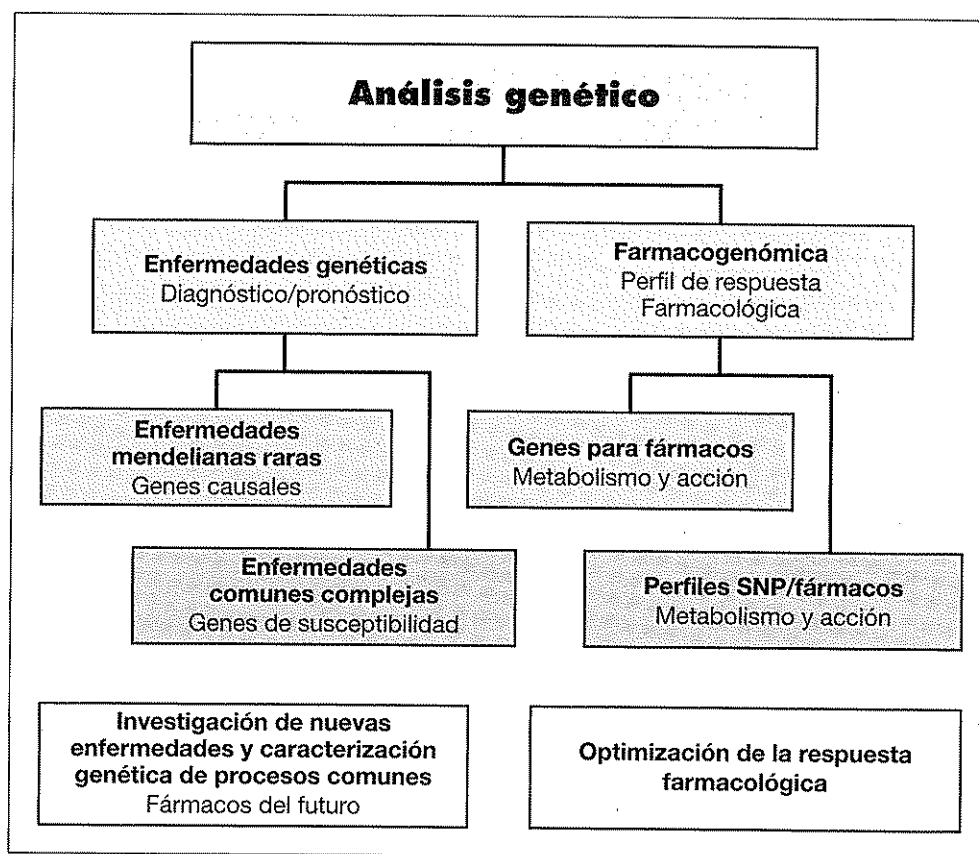 Análisis genético
Enfermedades genéticas
Diagnóstico/pronóstico
Farmacogenómica
Perfil de respuesta
Farmacológica
Enfermedades
mendelianas raras
Genes causales
Genes para fármacos
Metabolismo y acción
Enfermedades
comunes complejas
Genes de susceptibilidad
Perfiles SNP/fármacos
Metabolismo y acción
Investigación de nuevas
enfermedades y caracterización
genética de procesos comunes
Fármacos del futuro
Optimización de la respuesta
farmacológica